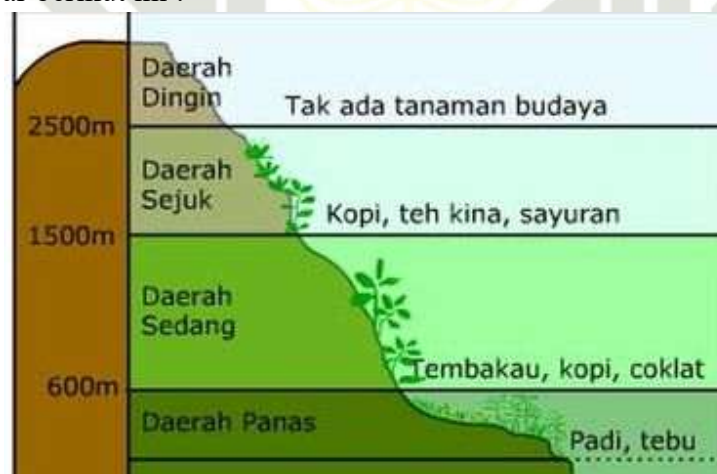 Daerah
Dingin
Tak ada tanaman budaya
2500m
Daerah
Sejuk
Kopi, teh kina, sayuran
1500m
Daerah
Sedang
Tembakau, kopi, coklat
600m
Daerah Panas
Padi, tebu